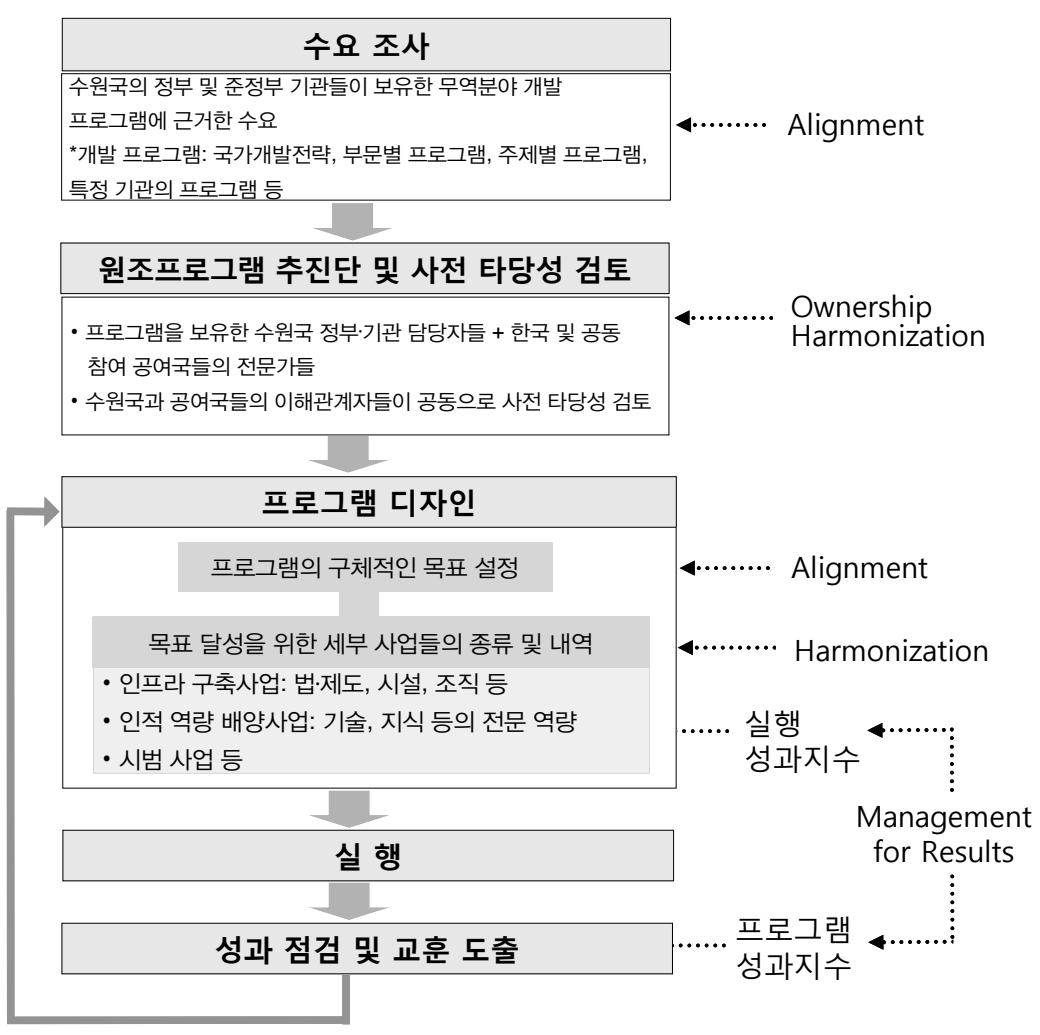 수요 조사
수원국의 정부 및 준정부 기관들이 보유한 무역분야 개발
프로그램에 근거한 수요
*개발 프로그램: 국가개발전략, 부문별 프로그램, 주제별 프로그램,
특정 기관의 프로그램 등
Alignment
원조프로그램 추진단 및 사전 타당성 검토
• 프로그램을 보유한 수원국 정부·기관 담당자들 + 한국 및 공동
참여 공여국들의 전문가들
• 수원국과 공여국들의 이해관계자들이 공동으로 사전 타당성 검토
Ownership
Harmonization
프로그램 디자인
프로그램의 구체적인 목표 설정
Alignment
목표 달성을 위한 세부 사업들의 종류 및 내역
Harmonization
• 인프라 구축사업: 법·제도, 시설, 조직 등
• 인적 역량 배양사업: 기술, 지식 등의 전문 역량
• 시범 사업 등
실행
성과지수
Management
for Results
실 행
성과 점검 및 교훈 도출
프로그램
성과지수